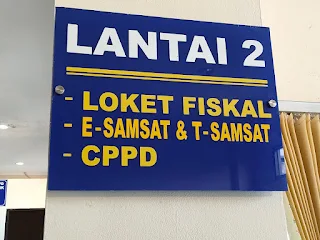 LANTAI 2
- LOKET FISKAL
- E-SAMSAT & T-SAMSAT
- CPPD